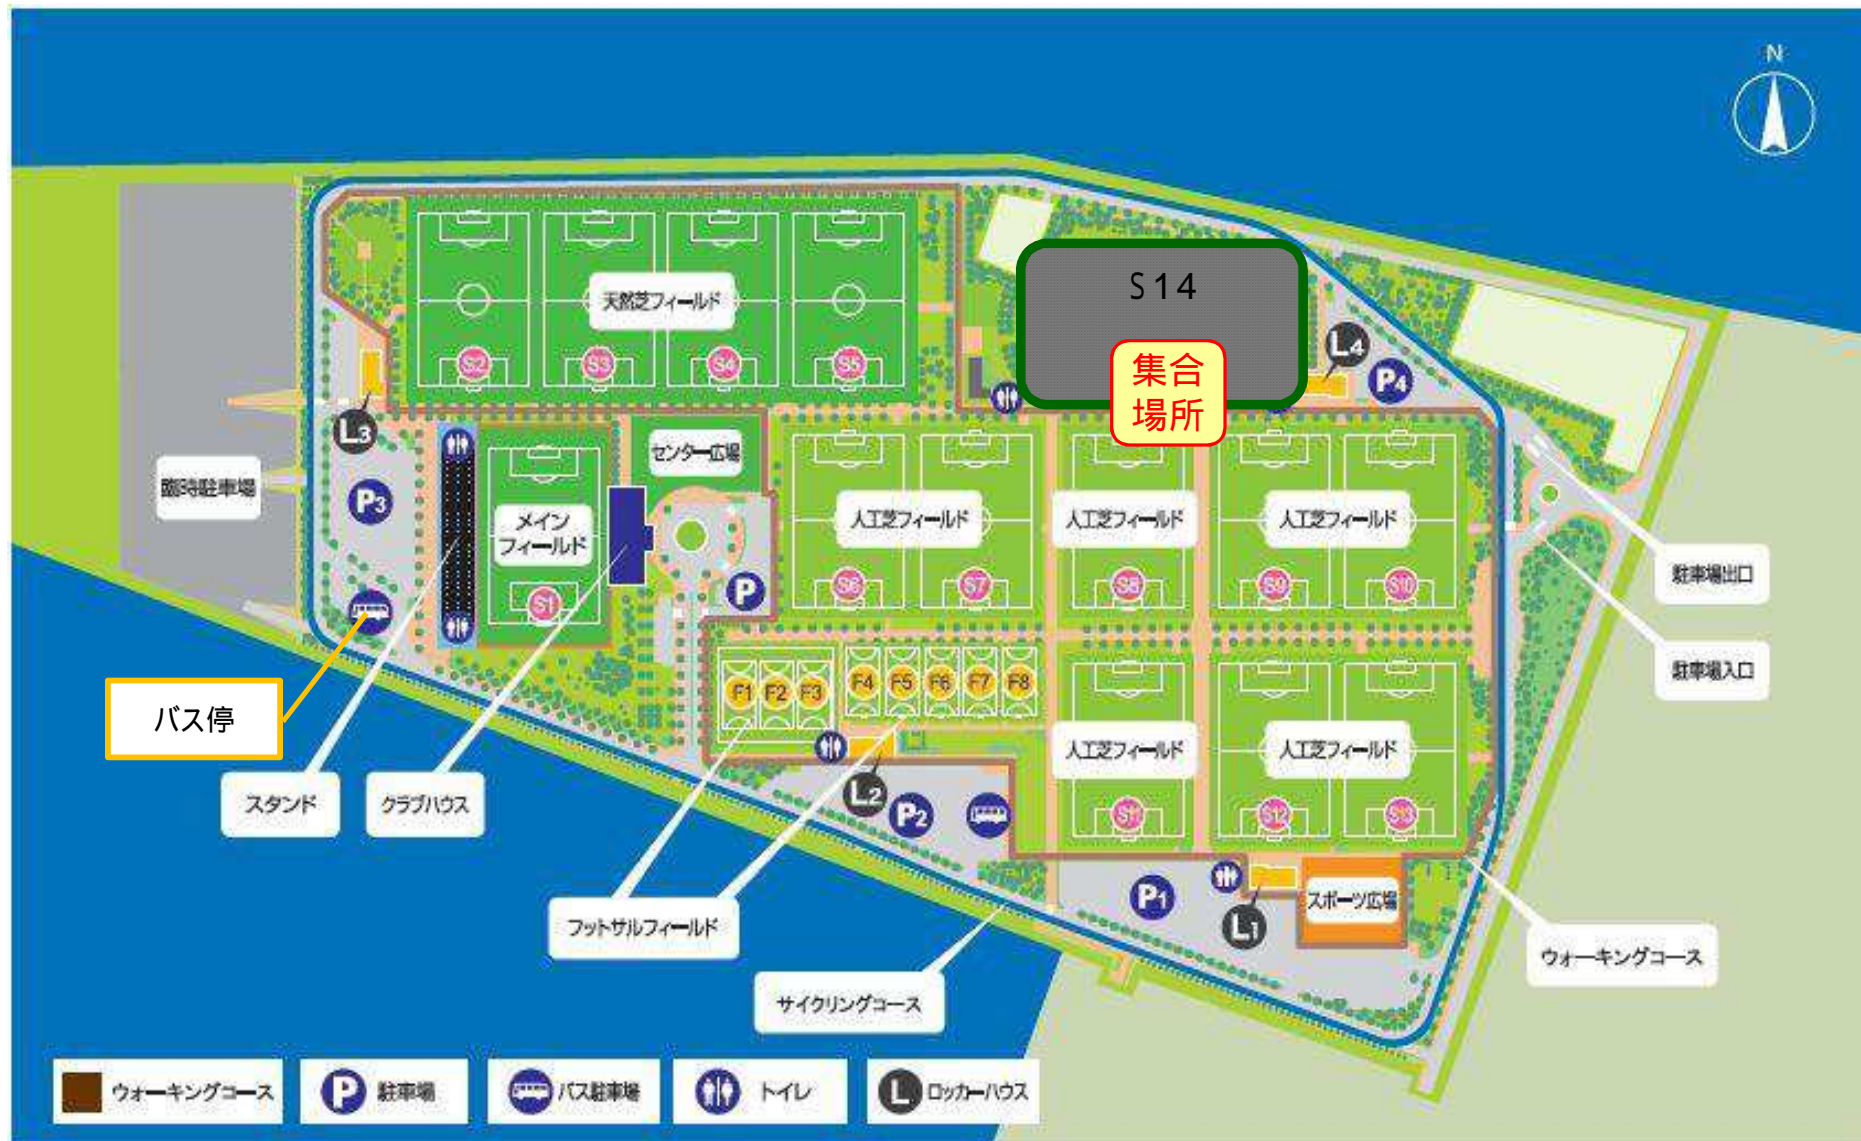 N
S14
集合
場所
天然芝フィールド
S2
S3
S4
S5
L4
P4
L3
センター広場
臨時駐車場
P3
メイン
フィールド
人工芝フィールド
人工芝フィールド
人工芝フィールド
駐車場出口
P
S1
S6
S7
S8
S9
S10
駐車場入口
バス停
F1
F2
F3
F4
F5
F6
F7
F8
人工芝フィールド
人工芝フィールド
スタンド
クラブハウス
L2
P2
S11
S12
S13
P1
L1
スポーツ広場
フットサルフィールド
ウォーキングコース
サイクリングコース
ウォーキングコース
P 駐車場
バス駐車場
トイレ
L ロッカーハウス